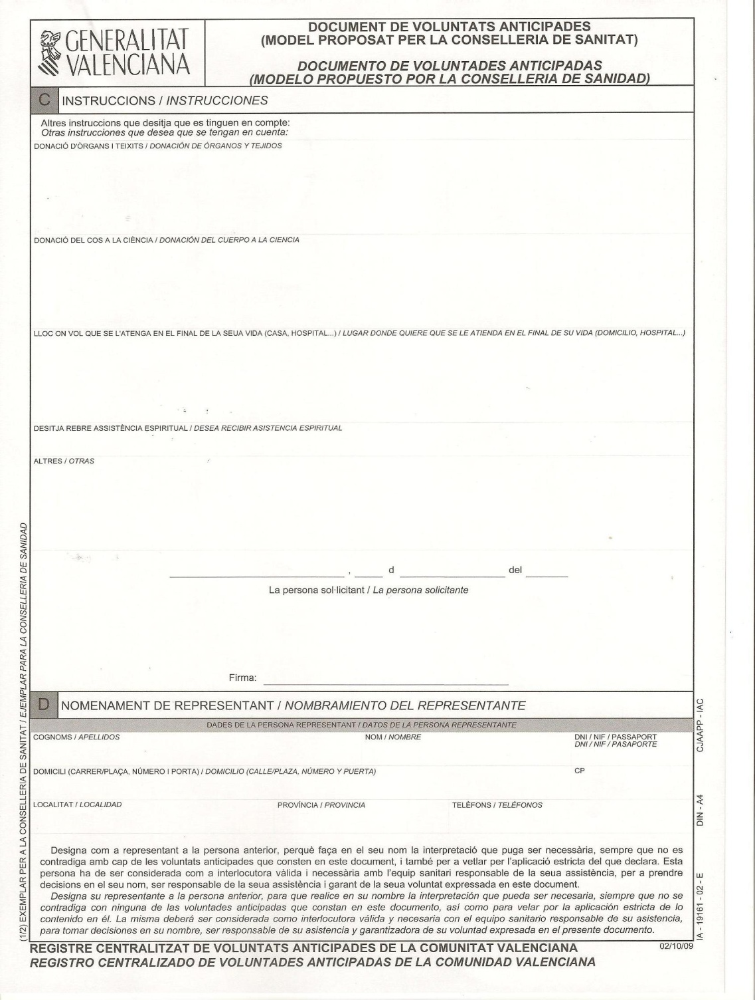 GENERALITAT
VALENCIANA
DOCUMENT DE VOLUNTATS ANTICIPADES
(MODEL PROPOSAT PER LA CONSELLERIA DE SANITAT)
DOCUMENTO DE VOLUNTADES ANTICIPADAS
(MODELO PROPUESTO POR LA CONSELLERIA DE SANIDAD)
C INSTRUCCIONS / INSTRUCCIONES
Altres instruccions que desitja que es tinguen en compte:
Otras instrucciones que desea que se tengan en cuenta:
DONACIÓ D'ÒRGANS I TEIXITS / DONACIÓN DE ÓRGANOS Y TEJIDOS
DONACIÓ DEL COS A LA CIÈNCIA / DONACIÓN DEL CUERPO A LA CIENCIA
LLOC ON VOL QUE SE L'ATENGA EN EL FINAL DE LA SEUA VIDA (CASA, HOSPITAL...) / LUGAR DONDE QUIERE QUE SE LE ATIENDA EN EL FINAL DE SU VIDA (DOMICILIO, HOSPITAL...)
DESITJA REBRE ASSISTÈNCIA ESPIRITUAL / DESEA RECIBIR ASISTENCIA ESPIRITUAL
ALTRES / OTRAS
, d del
La persona sol·licitant / La persona solicitante
Firma:
D NOMENAMENT DE REPRESENTANT / NOMBRAMIENTO DEL REPRESENTANTE
DADES DE LA PERSONA REPRESENTANT / DATOS DE LA PERSONA REPRESENTANTE
COGNOMS / APELLIDOS NOM / NOMBRE DNI / NIF / PASSAPORT
DNI / NIF / PASAPORTE
DOMICILI (CARRER/PLAÇA, NÚMERO I PORTA) / DOMICILIO (CALLE/PLAZA, NÚMERO Y PUERTA) CP
LOCALITAT / LOCALIDAD PROVÍNCIA / PROVINCIA TELÈFONS / TELÉFONOS
Designa com a representant a la persona anterior, perquè faça en el seu nom la interpretació que puga ser necessària, sempre que no es
contradiga amb cap de les voluntats anticipades que consten en este document, i també per a vetlar per l'aplicació estricta del que declara. Esta
persona ha de ser considerada com a interlocutora vàlida i necessària amb l'equip sanitari responsable de la seua assistència, per a prendre
decisions en el seu nom, ser responsable de la seua assistència i garant de la seua voluntat expressada en este document.
Designa su representante a la persona anterior, para que realice en su nombre la interpretación que pueda ser necesaria, siempre que no se
contradiga con ninguna de las voluntades anticipadas que constan en este documento, así como para velar por la aplicación estricta de lo
contenido en él. La misma deberá ser considerada como interlocutora válida y necesaria con el equipo sanitario responsable de su asistencia,
para tomar decisiones en su nombre, ser responsable de su asistencia y garantizadora de su voluntad expresada en el presente documento.
REGISTRE CENTRALITZAT DE VOLUNTATS ANTICIPADES DE LA COMUNITAT VALENCIANA 02/10/09
REGISTRO CENTRALIZADO DE VOLUNTADES ANTICIPADAS DE LA COMUNIDAD VALENCIANA
(1/2) EXEMPLAR PER A LA CONSELLERIA DE SANITAT / EJEMPLAR PARA LA CONSELLERIA DE SANIDAD
IA - 19161 - 02 - E DIN - A4 CJAAPP - IAC